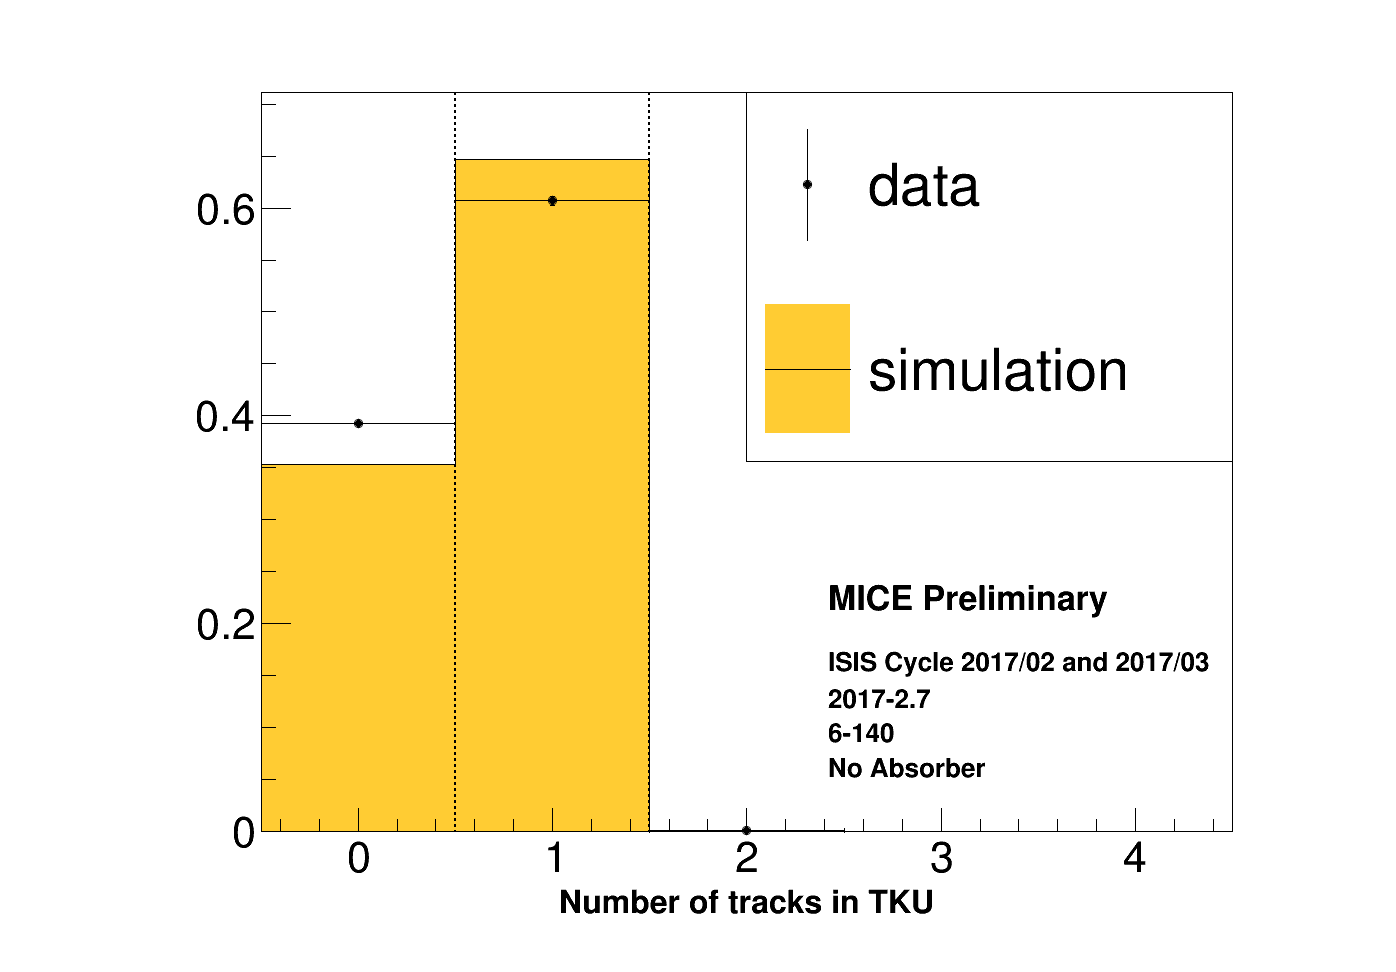 data
simulation
0.6
0.4
0.2
0
MICE Preliminary
ISIS Cycle 2017/02 and 2017/03
2017-2.7
6-140
No Absorber
0 1 2 3 4
Number of tracks in TKU